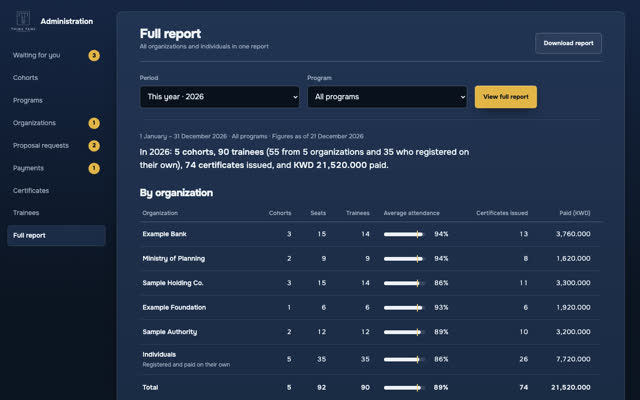 THINK PENS
Administration
Waiting for you 3
Cohorts
Programs
Organizations 1
Proposal requests 2
Payments 1
Certificates
Trainees
Full report
Full report
All organizations and individuals in one report
Download report
Period
Program
This year · 2026
All programs
View full report
1 January – 31 December 2026 · All programs · Figures as of 21 December 2026
In 2026: 5 cohorts, 90 trainees (55 from 5 organizations and 35 who registered on
their own), 74 certificates issued, and KWD 21,520.000 paid.
By organization
Organization Cohorts Seats Trainees Average attendance Certificates issued Paid (KWD)
Example Bank 3 15 14 94% 13 3,760.000
Ministry of Planning 2 9 9 94% 8 1,620.000
Sample Holding Co. 3 15 14 86% 11 3,300.000
Example Foundation 1 6 6 93% 6 1,920.000
Sample Authority 2 12 12 89% 10 3,200.000
Individuals 5 35 35 86% 26 7,720.000
Registered and paid on their own
Total 5 92 90 89% 74 21,520.000